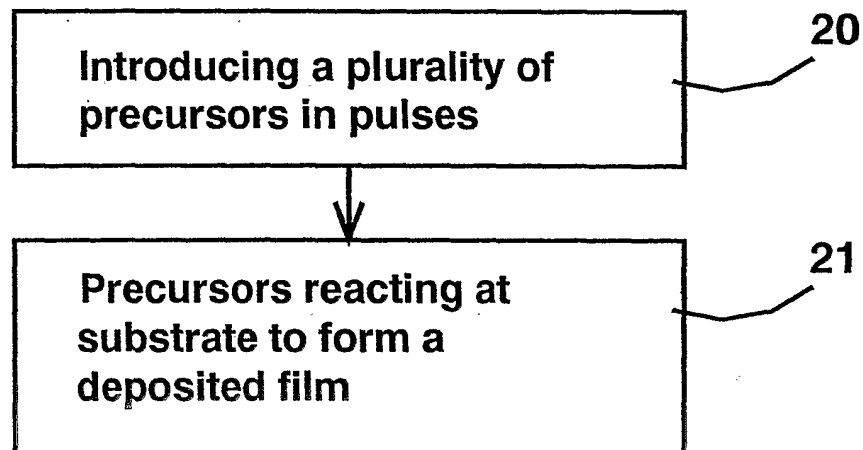 20
Introducing a plurality of
precursors in pulses
21
Precursors reacting at
substrate to form a
deposited film